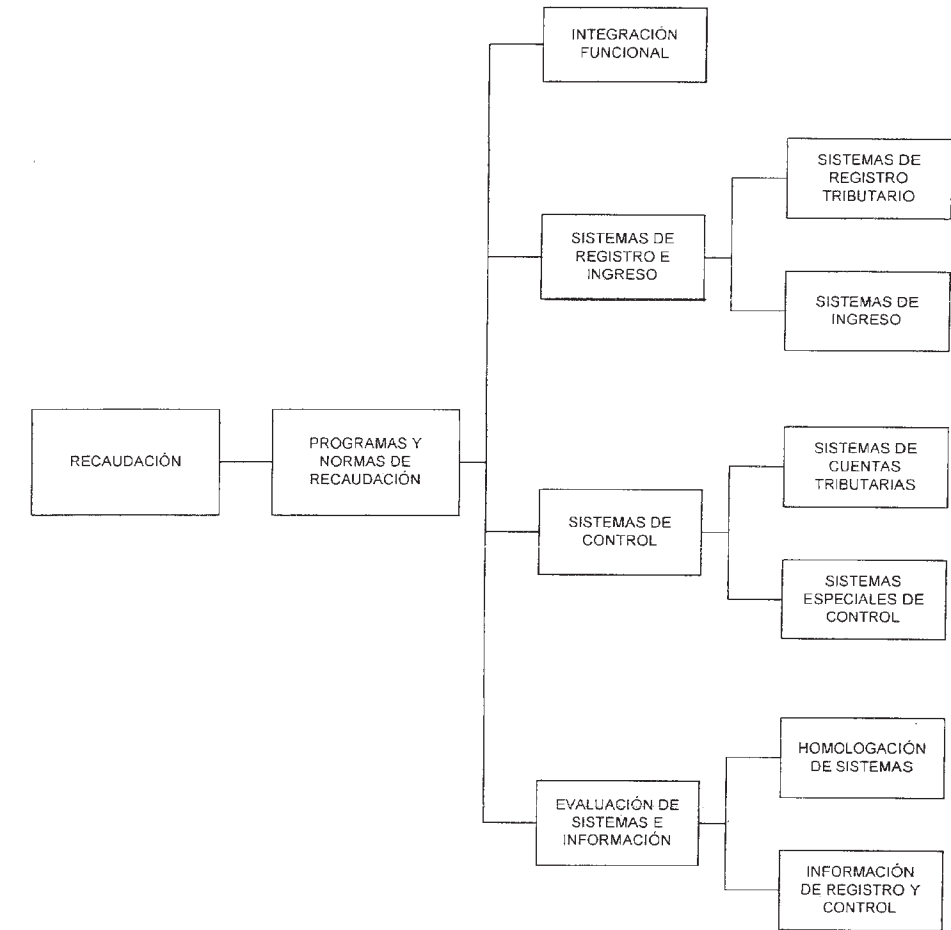 INTEGRACIÓN
FUNCIONAL
SISTEMAS DE
REGISTRO
TRIBUTARIO
SISTEMAS DE
REGISTRO E
INGRESO
SISTEMAS DE
INGRESO
RECAUDACIÓN
PROGRAMAS Y
NORMAS DE
RECAUDACIÓN
SISTEMAS DE
CUENTAS
TRIBUTARIAS
SISTEMAS DE
CONTROL
SISTEMAS
ESPECIALES DE
CONTROL
HOMOLOGACIÓN
DE SISTEMAS
EVALUACIÓN DE
SISTEMAS E
INFORMACIÓN
INFORMACIÓN
DE REGISTRO Y
CONTROL